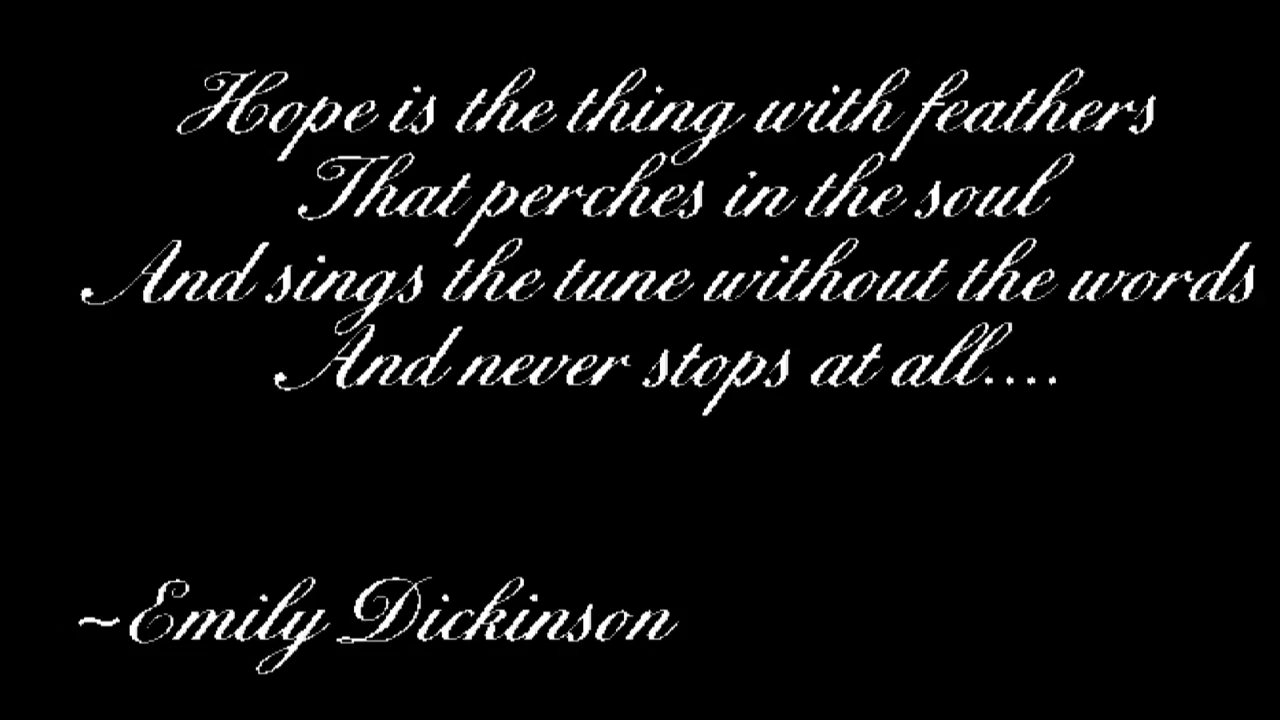 Hope is the thing with feathers
That perches in the soul
And sings the tune without the words
And never stops at all....
~Emily Dickinson